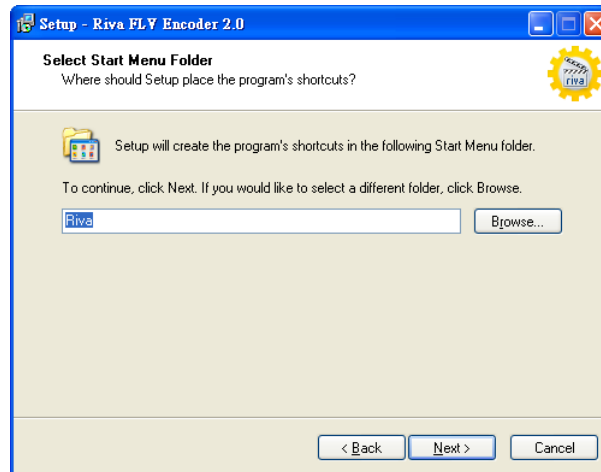 Setup - Riva FLV Encoder 2.0
Select Start Menu Folder
Where should Setup place the program's shortcuts?
riva
Setup will create the program's shortcuts in the following Start Menu folder.
To continue, click Next. If you would like to select a different folder, click Browse.
Riva
Browse...
< Back
Next >
Cancel